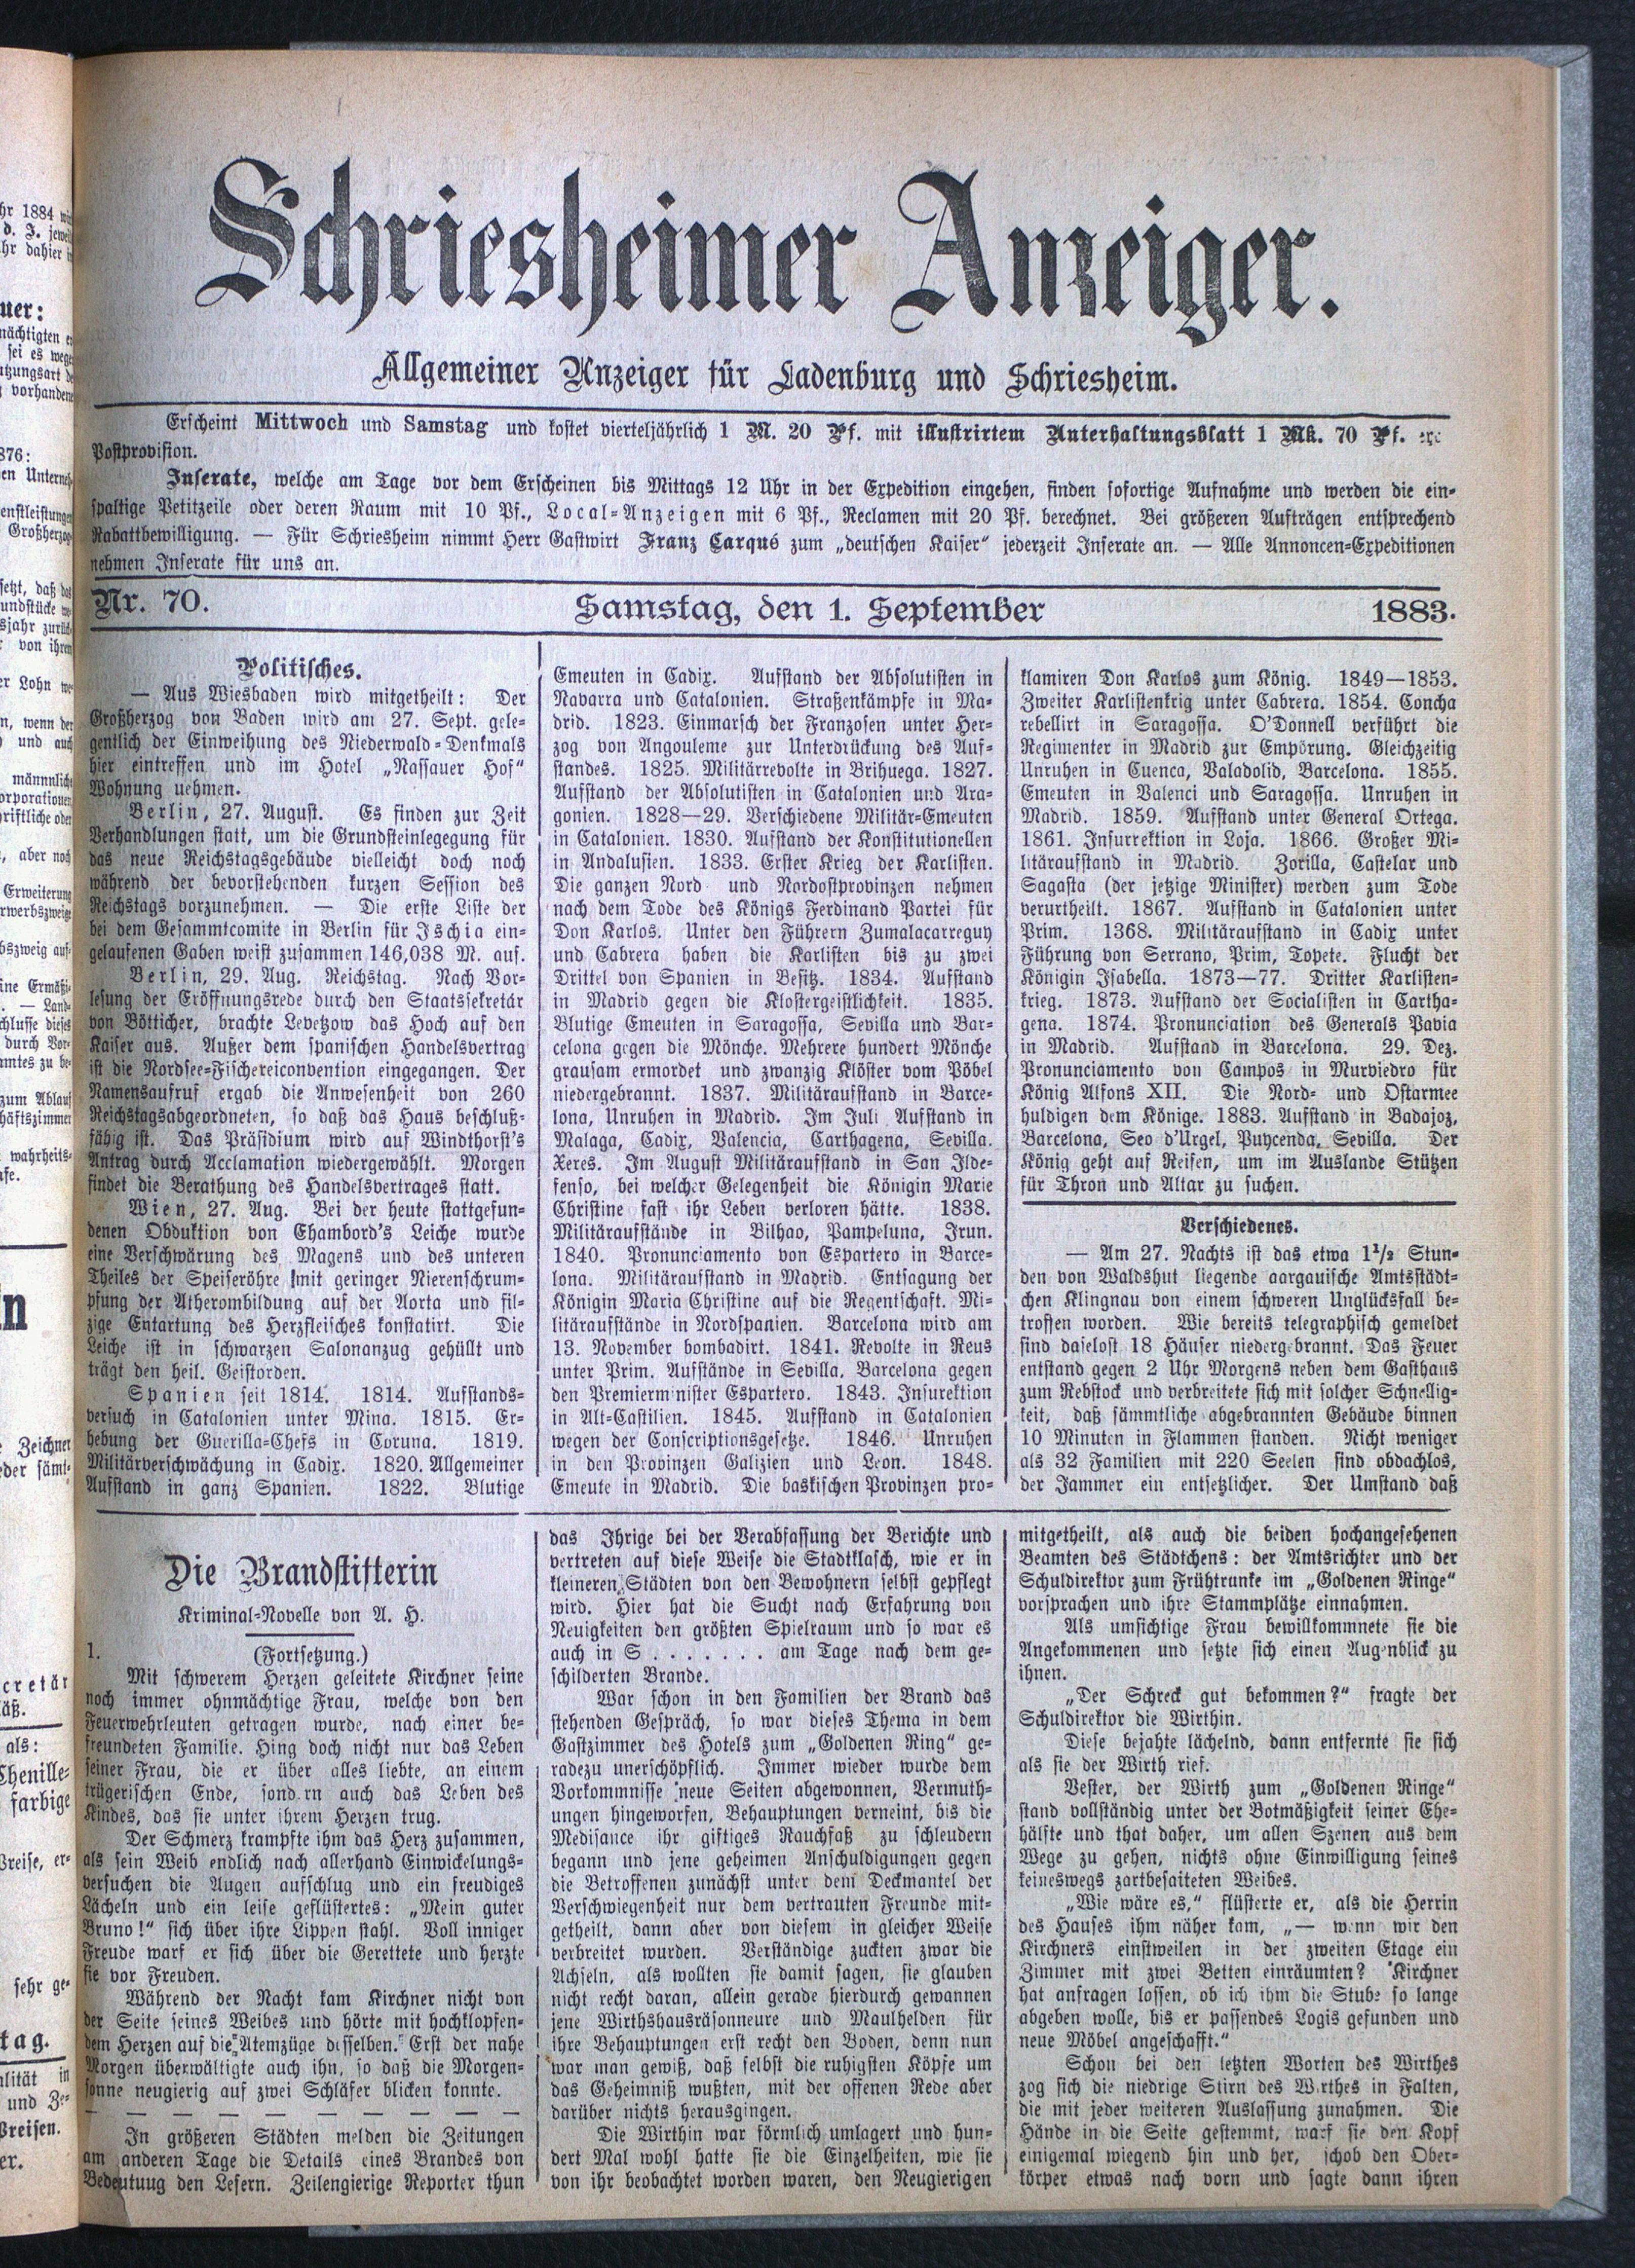 Schriesheimer Anzeiger.
Allgemeiner Anzeiger für Ladenburg und Schriesheim.
Erscheint Mittwoch und Samstag und kostet vierteljährlich 1 M. 20 Pf. mit illustrirtem Unterhaltungsblatt 1 Mk. 70 Pf.
Postprovision.
Inserate, welche am Tage vor dem Erscheinen bis Mittags 12 Uhr in der Expedition eingehen, finden sofortige Aufnahme und werden die ein-
spaltige Petitzeile oder deren Raum mit 10 Pf., Local-Anzeigen mit 6 Pf., Reclamen mit 20 Pf. berechnet. Bei größeren Aufträgen entsprechend
Rabattbewilligung. — Für Schriesheim nimmt Herr Gastwirt Franz Carqué zum „deutschen Kaiser“ jederzeit Inserate an. — Alle Annoncen-Expeditionen
nehmen Inserate für uns an.
Nr. 70. Samstag, den 1. September 1883.
Politisches.
— Aus Wiesbaden wird mitgetheilt: Der
Großherzog von Baden wird am 27. Sept. gele-
gentlich der Einweihung des Niederwald-Denkmals
hier eintreffen und im Hotel „Nassauer Hof“
Wohnung uehmen.
Berlin, 27. August. Es finden zur Zeit
Verhandlungen statt, um die Grundsteinlegegung für
das neue Reichstagsgebäude vielleicht doch noch
während der bevorstehenden kurzen Session des
Reichstags vorzunehmen. — Die erste Liste der
bei dem Gesammtcomite in Berlin für Ischia ein-
gelaufenen Gaben weist zusammen 146,038 M. auf.
Berlin, 29. Aug. Reichstag. Nach Vor-
lesung der Eröffnungsrede durch den Staatssekretär
von Bötticher, brachte Levetzow das Hoch auf den
Kaiser aus. Außer dem spanischen Handelsvertrag
ist die Nordsee-Fischereiconvention eingegangen. Der
Namensaufruf ergab die Anwesenheit von 260
Reichstagsabgeordneten, so daß das Haus beschluß-
fähig ist. Das Präsidium wird auf Windthorst's
Antrag durch Acclamation wiedergewählt. Morgen
findet die Berathung des Handelsvertrages statt.
Wien, 27. Aug. Bei der heute stattgefun-
denen Obduktion von Chambord's Leiche wurde
eine Verschwärung des Magens und des unteren
Theiles der Speiseröhre mit geringer Nierenschrum-
pfung der Atherombildung auf der Aorta und fil-
zige Entartung des Herzfleisches konstatirt. Die
Leiche ist in schwarzen Salonanzug gehüllt und
trägt den heil. Geistorden.
Spanien seit 1814. 1814. Aufstands-
versuch in Catalonien unter Mina. 1815. Er-
hebung der Guerilla-Chefs in Coruna. 1819.
Militärverschwächung in Cadix. 1820. Allgemeiner
Aufstand in ganz Spanien. 1822. Blutige
Emeuten in Cadix. Aufstand der Absolutisten in
Navarra und Catalonien. Straßenkämpfe in Ma-
drid. 1823. Einmarsch der Franzosen unter Her-
zog von Angouleme zur Unterdrückung des Auf-
standes. 1825. Militärrevolte in Brihuega. 1827.
Aufstand der Absolutisten in Catalonien und Ara-
gonien. 1828—29. Verschiedene Militär-Emeuten
in Catalonien. 1830. Aufstand der Konstitutionellen
in Andalusien. 1833. Erster Krieg der Karlisten.
Die ganzen Nord und Nordostprovinzen nehmen
nach dem Tode des Königs Ferdinand Partei für
Don Karlos. Unter den Führern Zumalacarreguy
und Cabrera haben die Karlisten bis zu zwei
Drittel von Spanien in Besitz. 1834. Aufstand
in Madrid gegen die Klostergeistlichkeit. 1835.
Blutige Emeuten in Saragossa, Sevilla und Bar-
celona gegen die Mönche. Mehrere hundert Mönche
grausam ermordet und zwanzig Klöster vom Pöbel
niedergebrannt. 1837. Militäraufstand in Barce-
lona, Unruhen in Madrid. Im Juli Aufstand in
Malaga, Cadix, Valencia, Carthagena, Sevilla.
Xeres. Im August Militäraufstand in San Ilde-
fenso, bei welcher Gelegenheit die Königin Marie
Christine fast ihr Leben verloren hätte. 1838.
Militäraufstände in Bilhao, Pampeluna, Irun.
1840. Pronunciamento von Espartero in Barce-
lona. Militäraufstand in Madrid. Entsagung der
Königin Maria Christine auf die Regentschaft. Mi-
litäraufstände in Nordspanien. Barcelona wird am
13. November bombadirt. 1841. Revolte in Reus
unter Prim. Aufstände in Sevilla, Barcelona gegen
den Premierminister Espartero. 1843. Insurektion
in Alt-Castilien. 1845. Aufstand in Catalonien
wegen der Conscriptionsgesetze. 1846. Unruhen
in den Provinzen Galizien und Leon. 1848.
Emeute in Madrid. Die baskischen Provinzen pro-
klamiren Don Karlos zum König. 1849—1853.
Zweiter Karlistenkrig unter Cabrera. 1854. Concha
rebellirt in Saragossa. O'Donnell verführt die
Regimenter in Madrid zur Empörung. Gleichzeitig
Unruhen in Cuenca, Valadolid, Barcelona. 1855.
Emeuten in Valenci und Saragossa. Unruhen in
Madrid. 1859. Aufstand unter General Ortega.
1861. Insurrektion in Loja. 1866. Großer Mi-
litäraufstand in Madrid. Zorilla, Castelar und
Sagasta (der jetzige Minister) werden zum Tode
verurtheilt. 1867. Aufstand in Catalonien unter
Prim. 1368. Militäraufstand in Cadix unter
Führung von Serrano, Prim, Topete. Flucht der
Königin Isabella. 1873—77. Dritter Karlisten-
krieg. 1873. Aufstand der Socialisten in Cartha-
gena. 1874. Pronunciation des Generals Pavia
in Madrid. Aufstand in Barcelona. 29. Dez.
Pronunciamento von Campos in Murviedro für
König Alfons XII. Die Nord- und Ostarmee
huldigen dem Könige. 1883. Aufstand in Badajoz,
Barcelona, Seo d'Urgel, Puycenda, Sevilla. Der
König geht auf Reisen, um im Auslande Stützen
für Thron und Altar zu suchen.
Verschiedenes.
— Am 27. Nachts ist das etwa 1½ Stun-
den von Waldshut liegende aargauische Amtsstädt-
chen Klingnau von einem schweren Unglücksfall be-
troffen worden. Wie bereits telegraphisch gemeldet
sind daselost 18 Häuser niedergebrannt. Das Feuer
entstand gegen 2 Uhr Morgens neben dem Gasthaus
zum Rebstock und verbreitete sich mit solcher Schnellig-
keit, daß sämmtliche abgebrannten Gebäude binnen
10 Minuten in Flammen standen. Nicht weniger
als 32 Familien mit 220 Seelen sind obdachlos,
der Jammer ein entsetzlicher. Der Umstand daß
Die Brandstifterin
Kriminal-Novelle von A. H.
1. (Fortsetzung.)
Mit schwerem Herzen geleitete Kirchner seine
noch immer ohnmächtige Frau, welche von den
Feuerwehrleuten getragen wurde, nach einer be-
freundeten Familie. Hing doch nicht nur das Leben
seiner Frau, die er über alles liebte, an einem
trügerischen Ende, sondern auch das Leben des
Kindes, das sie unter ihrem Herzen trug.
Der Schmerz krampfte ihm das Herz zusammen,
als sein Weib endlich nach allerhand Einwickelungs-
versuchen die Augen aufschlug und ein freudiges
Lächeln und ein leise geflüstertes: „Mein guter
Bruno!“ sich über ihre Lippen stahl. Voll inniger
Freude warf er sich über die Gerettete und herzte
sie vor Freuden.
Während der Nacht kam Kirchner nicht von
der Seite seines Weibes und hörte mit hochklopfen-
dem Herzen auf die Atemzüge desselben. Erst der nahe
Morgen überwältigte auch ihn, so daß die Morgen-
sonne neugierig auf zwei Schläfer blicken konnte.
— — — — — — — — — —
In größeren Städten melden die Zeitungen
am anderen Tage die Details eines Brandes von
Bedeutuug den Lesern. Zeilengierige Reporter thun
das Ihrige bei der Verabfassung der Berichte und
vertreten auf diese Weise die Stadtklasch, wie er in
kleineren Städten von den Bewohnern selbst gepflegt
wird. Hier hat die Sucht nach Erfahrung von
Neuigkeiten den größten Spielraum und so war es
auch in S . . . . . . . am Tage nach dem ge-
schilderten Brande.
War schon in den Familien der Brand das
stehenden Gespräch, so war dieses Thema in dem
Gastzimmer des Hotels zum „Goldenen Ring“ ge-
radezu unerschöpflich. Immer wieder wurde dem
Vorkommnisse neue Seiten abgewonnen, Vermuth-
ungen hingeworfen, Behauptungen verneint, bis die
Medisance ihr giftiges Rauchfaß zu schleudern
begann und jene geheimen Anschuldigungen gegen
die Betroffenen zunächst unter dem Deckmantel der
Verschwiegenheit nur dem vertrauten Freunde mit-
getheilt, dann aber von diesem in gleicher Weise
verbreitet wurden. Verständige zuckten zwar die
Achseln, als wollten sie damit sagen, sie glauben
nicht recht daran, allein gerade hierdurch gewannen
jene Wirthshausräsonneure und Maulhelden für
ihre Behauptungen erst recht den Boden, denn nun
war man gewiß, daß selbst die ruhigsten Köpfe um
das Geheimniß wußten, mit der offenen Rede aber
darüber nichts herausgingen.
Die Wirthin war förmlich umlagert und hun-
dert Mal wohl hatte sie die Einzelheiten, wie sie
von ihr beobachtet worden waren, den Neugierigen
mitgetheilt, als auch die beiden hochangesehenen
Beamten des Städtchens: der Amtsrichter und der
Schuldirektor zum Frühtrunke im „Goldenen Ringe“
vorsprachen und ihre Stammplätze einnahmen.
Als umsichtige Frau bewillkommnete sie die
Angekommenen und setzte sich einen Augenblick zu
ihnen.
„Der Schreck gut bekommen?“ fragte der
Schuldirektor die Wirthin.
Diese bejahte lächelnd, dann entfernte sie sich
als sie der Wirth rief.
Vester, der Wirth zum „Goldenen Ringe“
stand vollständig unter der Botmäßigkeit seiner Ehe-
hälfte und that daher, um allen Szenen aus dem
Wege zu gehen, nichts ohne Einwilligung seines
keineswegs zartbesaiteten Weibes.
„Wie wäre es,“ flüsterte er, als die Herrin
des Hauses ihm näher kam, „— wenn wir den
Kirchners einstweilen in der zweiten Etage ein
Zimmer mit zwei Betten einräumten? Kirchner
hat anfragen lossen, ob ich ihm die Stube so lange
abgeben wolle, bis er passendes Logis gefunden und
neue Möbel angeschafft.“
Schon bei den letzten Worten des Wirthes
zog sich die niedrige Stirn des Wirthes in Falten,
die mit jeder weiteren Auslassung zunahmen. Die
Hände in die Seite gestemmt, warf sie den Kopf
einigemal wiegend hin und her, schob den Ober-
körper etwas nach vorn und sagte dann ihren